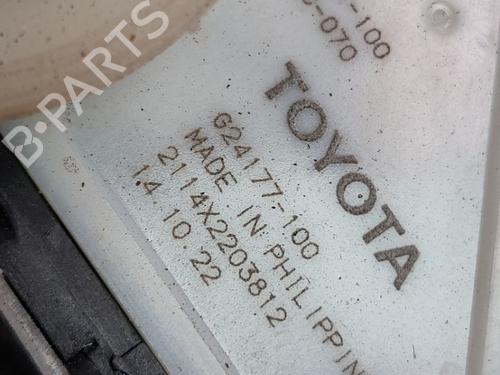 -100
-070
TOYOTA
G24177-100
MADE IN PHILIPPIN
2114X2203812
14.10.22
B-PARTS